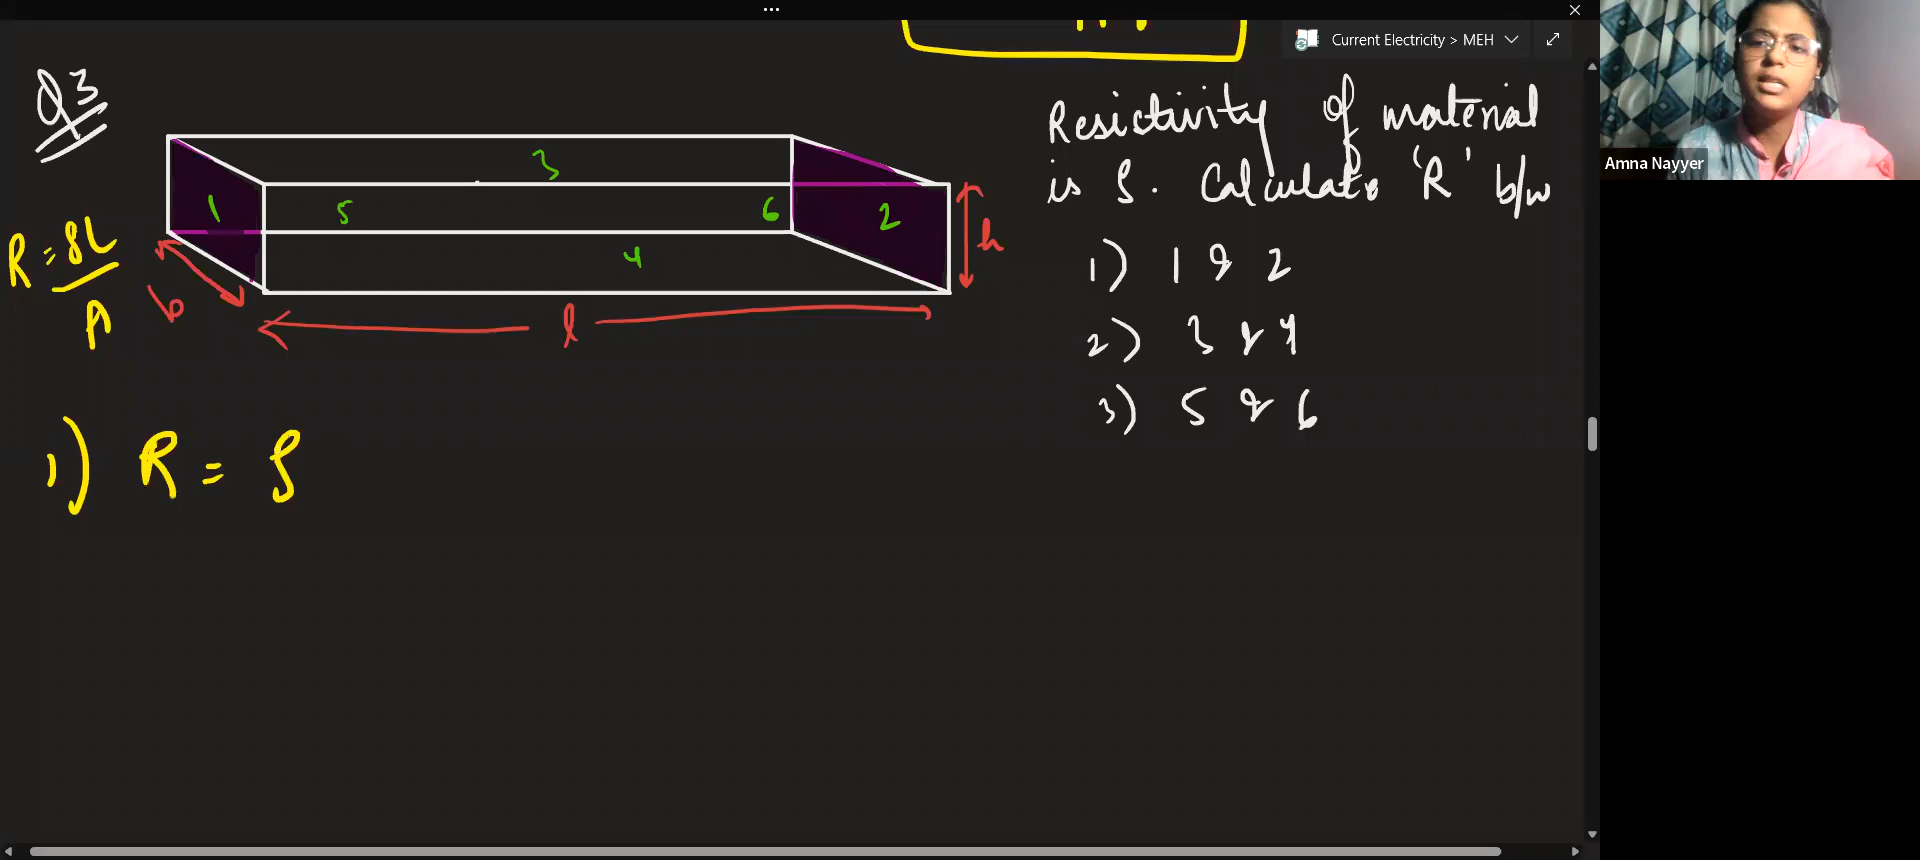 Current Electricity > MEH
Q3
Resistivity of material
is ρ. Calculate 'R' b/w
1) 1 & 2
2) 3 & 4
3) 5 & 6
3
1
5
6
2
4
h
b
l
R = ρL
A
1) R = ρ
Amna Nayyer